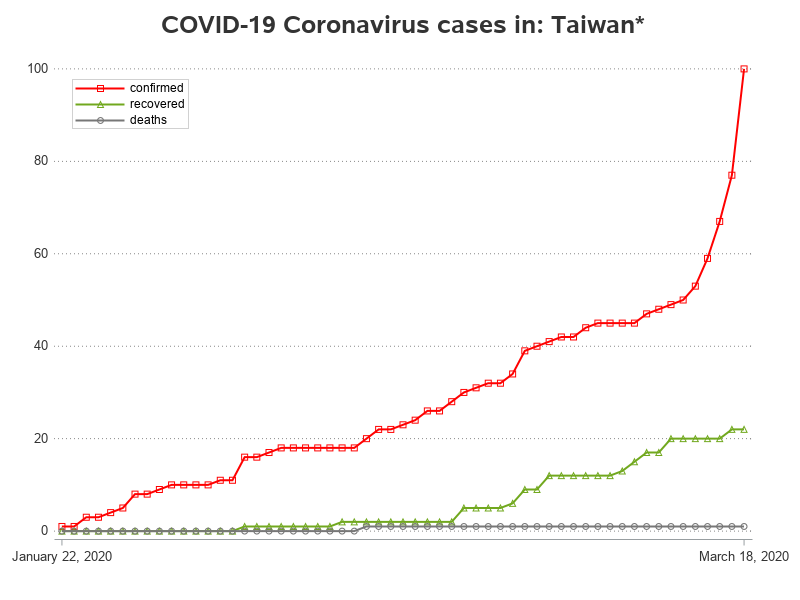 COVID-19 Coronavirus cases in: Taiwan*
100
80
60
40
20
0
confirmed
recovered
deaths
January 22, 2020
March 18, 2020